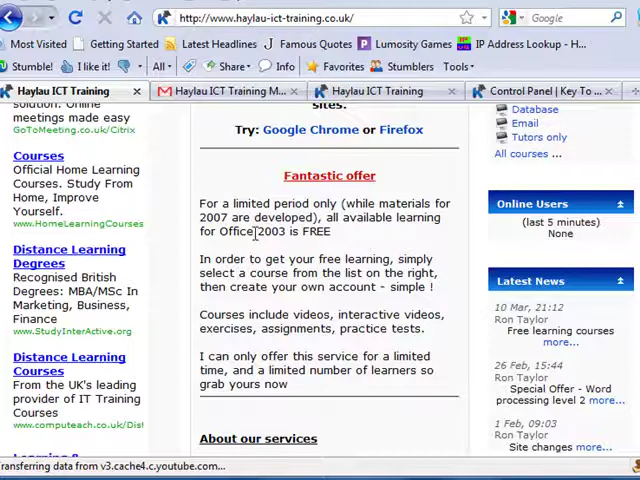 http://www.haylau-ict-training.co.uk/
Google
Most Visited Getting Started Latest Headlines Famous Quotes Lumosity Games IP Address Lookup - H...
Stumble! I like it! All Share Info Favorites Stumblers Tools
Haylau ICT Training Haylau ICT Training M... Haylau ICT Training Control Panel | Key To ...
solution. Online
meetings made easy
GoToMeeting.co.uk/Citrix
Courses
Official Home Learning
Courses. Study From
Home, Improve
Yourself.
www.HomeLearningCourses
Distance Learning
Degrees
Recognised British
Degrees: MBA/MSc In
Marketing, Business,
Finance
www.StudyInterActive.org
Distance Learning
Courses
From the UK's leading
provider of IT Training
Courses
www.computeach.co.uk/Dis
sites.
Try: Google Chrome or Firefox
Fantastic offer
For a limited period only (while materials for
2007 are developed), all available learning
for Office 2003 is FREE
In order to get your free learning, simply
select a course from the list on the right,
then create your own account - simple !
Courses include videos, interactive videos,
exercises, assignments, practice tests.
I can only offer this service for a limited
time, and a limited number of learners so
grab yours now
About our services
Database
Email
Tutors only
All courses ...
Online Users
(last 5 minutes)
None
Latest News
10 Mar, 21:12
Ron Taylor
Free learning courses
more...
26 Feb, 15:44
Ron Taylor
Special Offer - Word
processing level 2 more...
1 Feb, 09:03
Ron Taylor
Site changes more...
Transferring data from v3.cache4.c.youtube.com...